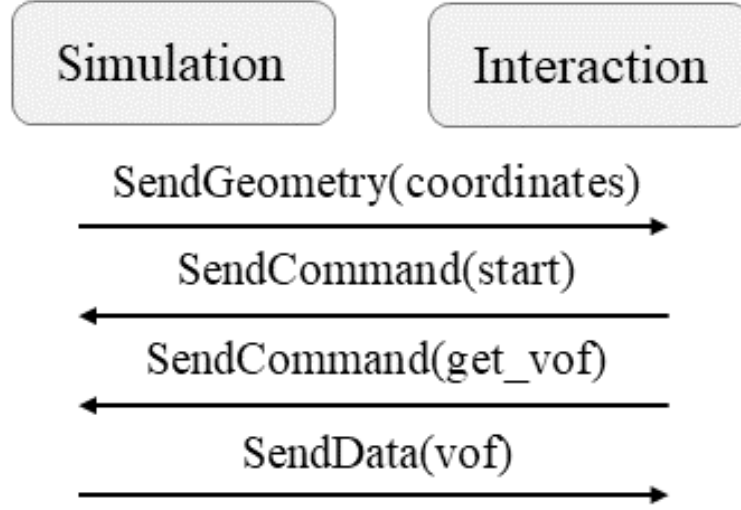 Simulation
Interaction
SendGeometry(coordinates)
SendCommand(start)
SendCommand(get_vof)
SendData(vof)